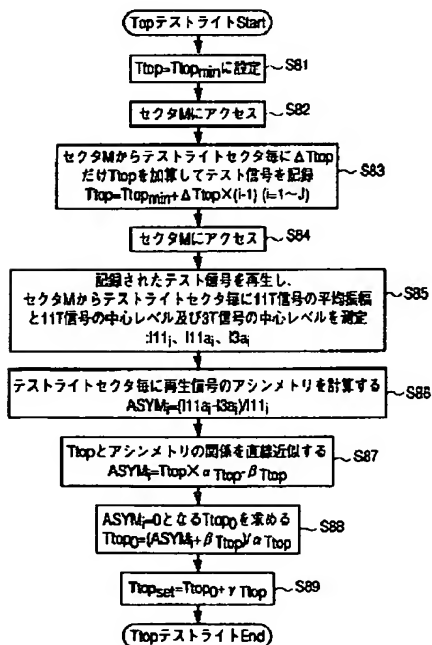 TopテストライトStart
Ttop=Ttopminに設定
S81
セクタMにアクセス
S82
セクタMからテストライトセクタ毎にΔTtop
だけTtopを加算してテスト信号を記録
Ttop=Ttopmin+ΔTtop×(i-1) (i=1~J)
S83
セクタMにアクセス
S84
記録されたテスト信号を再生し、
セクタMからテストライトセクタ毎に11T信号の平均振幅
と11T信号の中心レベル及び3T信号の中心レベルを測定
:I11i、I11ai、I3ai
S85
テストライトセクタ毎に再生信号のアシンメトリを計算する
ASYMi=(I11ai-I3ai)/I11i
S86
Ttopとアシンメトリの関係を直線近似する
ASYMi=Ttop×αTtop-βTtop
S87
ASYMi=0となるTtop0を求める
Ttop0=(ASYMi+βTtop)/αTtop
S88
Ttopset=Ttop0+γTtop
S89
TtopテストライトEnd